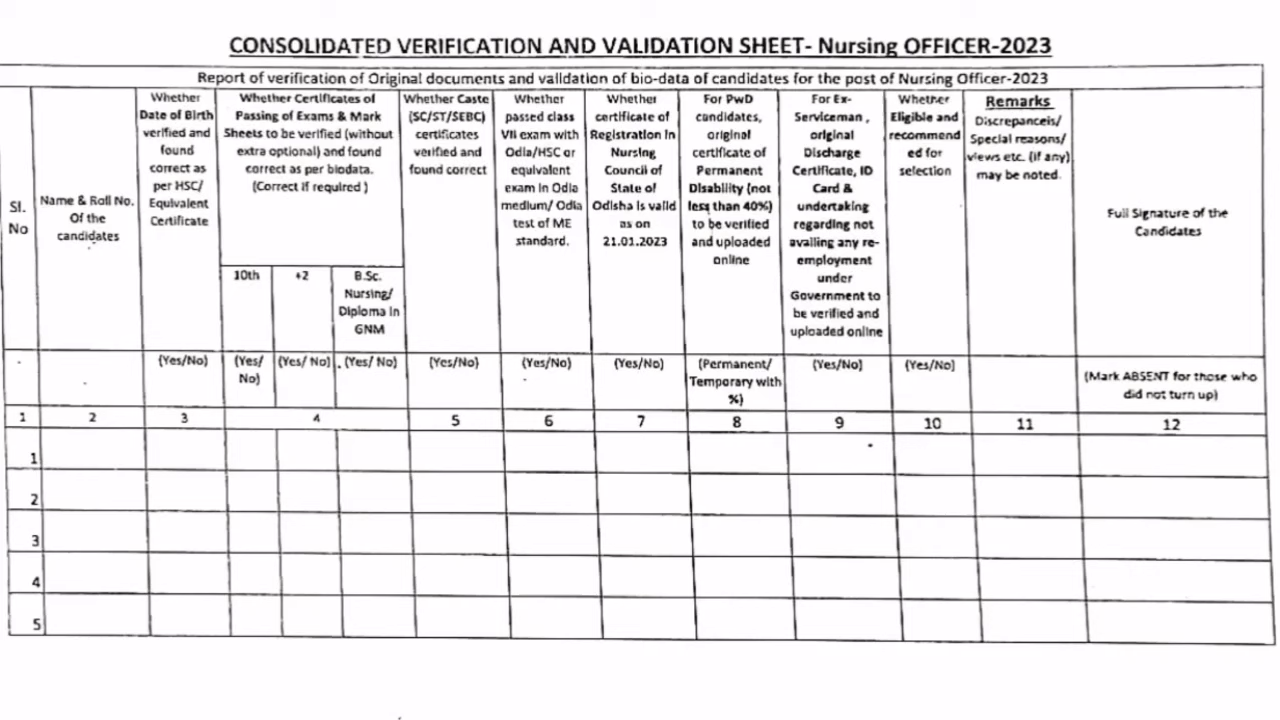 CONSOLIDATED VERIFICATION AND VALIDATION SHEET- Nursing OFFICER-2023
Report of verification of Original documents and validation of bio-data of candidates for the post of Nursing Officer-2023
Sl.
No
Name & Roll No.
Of the
candidates
Whether
Date of Birth
verified and
found
correct as
per HSC/
Equivalent
Certificate
Whether Certificates of
Passing of Exams & Mark
Sheets to be verified (without
extra optional) and found
correct as per biodata.
(Correct if required )
10th
+2
B.Sc.
Nursing/
Diploma in
GNM
Whether Caste
(SC/ST/SEBC)
certificates
verified and
found correct
Whether
passed class
VII exam with
Odia/HSC or
equivalent
exam in Odia
medium/ Odia
test of ME
standard.
Whether
certificate of
Registration in
Nursing
Council of
State of
Odisha is valid
as on
21.01.2023
For PwD
candidates,
original
certificate of
Permanent
Disability (not
less than 40%)
to be verified
and uploaded
online
For Ex-
Serviceman ,
original
Discharge
Certificate, ID
Card &
undertaking
regarding not
availing any re-
employment
under
Government to
be verified and
uploaded online
Whether
Eligible and
recommend
ed for
selection
Remarks
Discrepanceis/
Special reasons/
views etc. (if any)
may be noted.
Full Signature of the
Candidates
(Yes/No)
(Yes/
No)
(Yes/ No)
(Yes/ No)
(Yes/No)
(Yes/No)
(Yes/No)
(Permanent/
Temporary with
%)
(Yes/No)
(Yes/No)
(Mark ABSENT for those who
did not turn up)
1 2 3 4 5 6 7 8 9 10 11 12
1
2
3
4
5